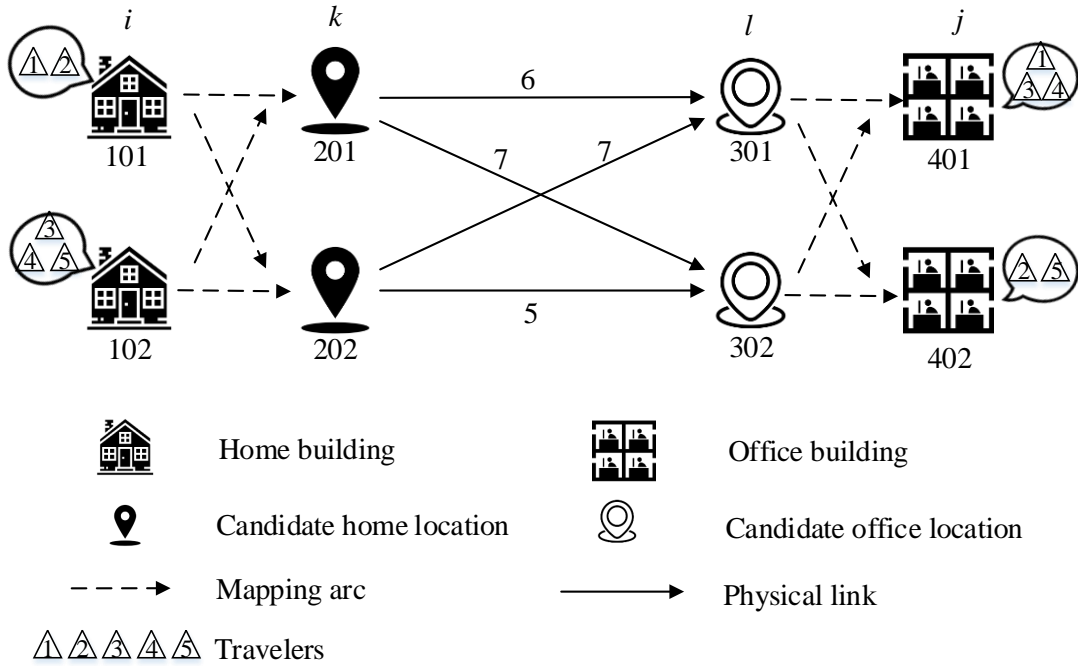 i k l j
1 2
1
3 4
6
101 201 301 401
7 7
3
4 5
2 5
5
102 202 302 402
Home building Office building
Candidate home location Candidate office location
Mapping arc Physical link
1 2 3 4 5 Travelers